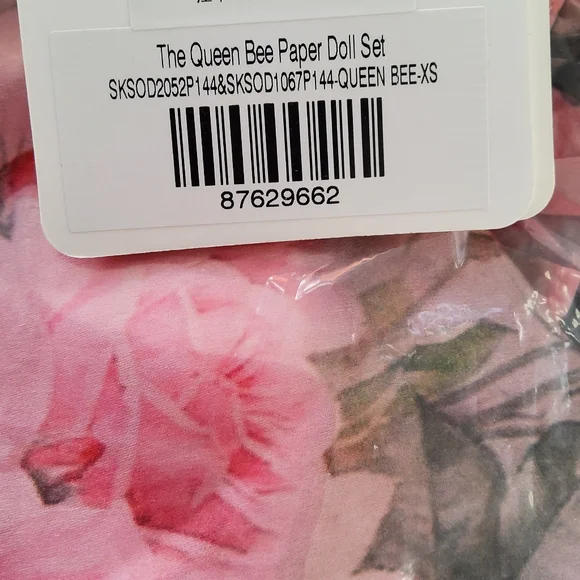 The Queen Bee Paper Doll Set
SKSOD2052P144&SKSOD1067P144-QUEEN BEE-XS
87629662